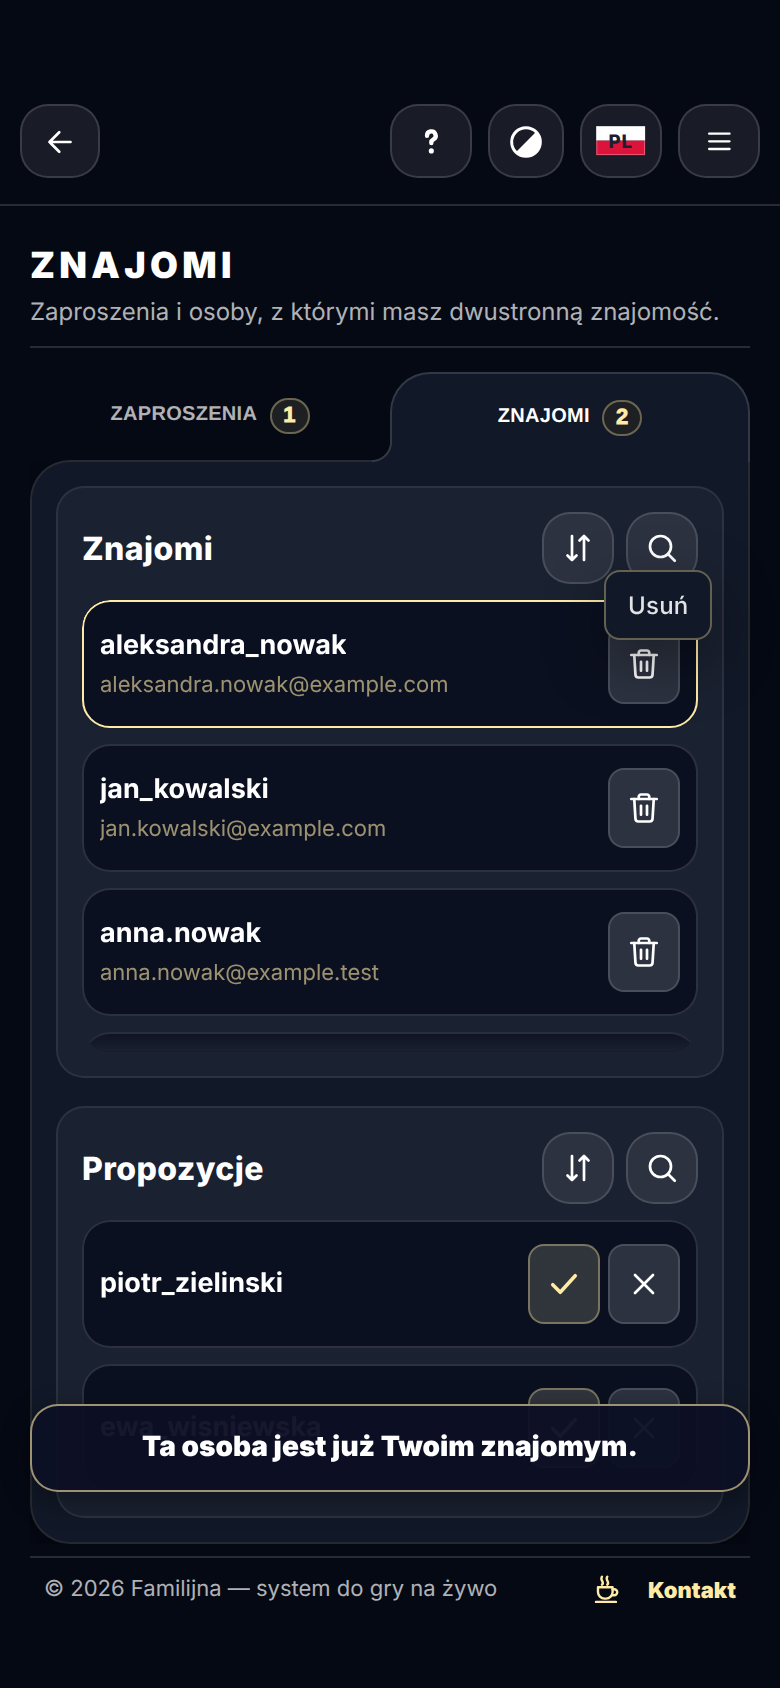 ?
PL
ZNAJOMI
Zaproszenia i osoby, z którymi masz dwustronną znajomość.
ZAPROSZENIA 1
ZNAJOMI 2
Znajomi
Usuń
aleksandra_nowak
aleksandra.nowak@example.com
jan_kowalski
jan.kowalski@example.com
anna.nowak
anna.nowak@example.test
Propozycje
piotr_zielinski
ewa_wisniewska
Ta osoba jest już Twoim znajomym.
© 2026 Familijna — system do gry na żywo
Kontakt